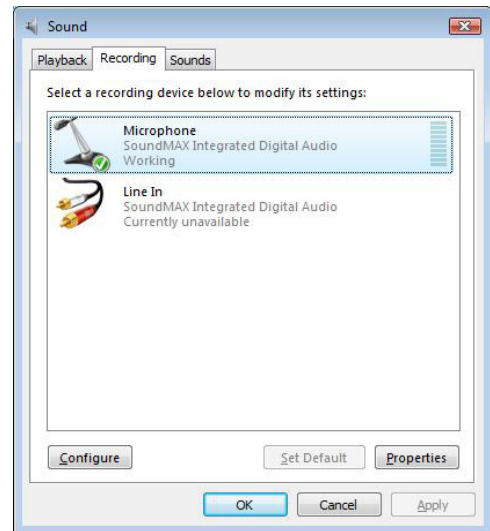 Sound
Playback Recording Sounds
Select a recording device below to modify its settings:
Microphone
SoundMAX Integrated Digital Audio
Working
Line In
SoundMAX Integrated Digital Audio
Currently unavailable
Configure Set Default Properties
OK Cancel Apply